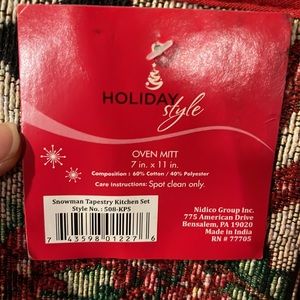 HOLIDAY
style
OVEN MITT
7 in. x 11 in.
Composition : 60% Cotton / 40% Polyester
Care instructions: Spot clean only.
Snowman Tapestry Kitchen Set
Style No. : 508-KPS
7 43598 01227 6
Nidico Group Inc.
775 American Drive
Bensalem, PA 19020
Made in India
RN # 77705